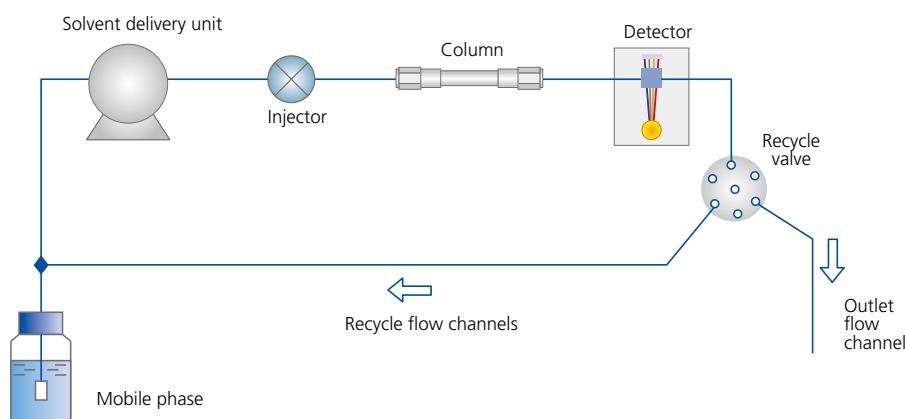 Solvent delivery unit
Injector
Column
Detector
Recycle
valve
Recycle flow channels
Outlet
flow
channel
Mobile phase